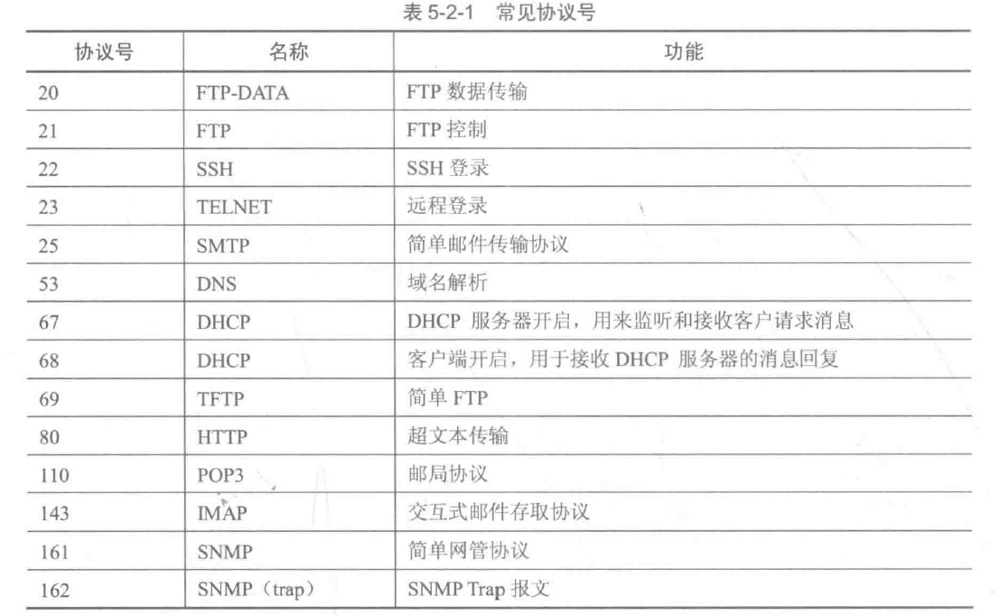 表 5-2-1 常见协议号
协议号 名称 功能
20 FTP-DATA FTP 数据传输
21 FTP FTP 控制
22 SSH SSH 登录
23 TELNET 远程登录
25 SMTP 简单邮件传输协议
53 DNS 域名解析
67 DHCP DHCP 服务器开启，用来监听和接收客户请求消息
68 DHCP 客户端开启，用于接收 DHCP 服务器的消息回复
69 TFTP 简单 FTP
80 HTTP 超文本传输
110 POP3 邮局协议
143 IMAP 交互式邮件存取协议
161 SNMP 简单网管协议
162 SNMP（trap） SNMP Trap 报文